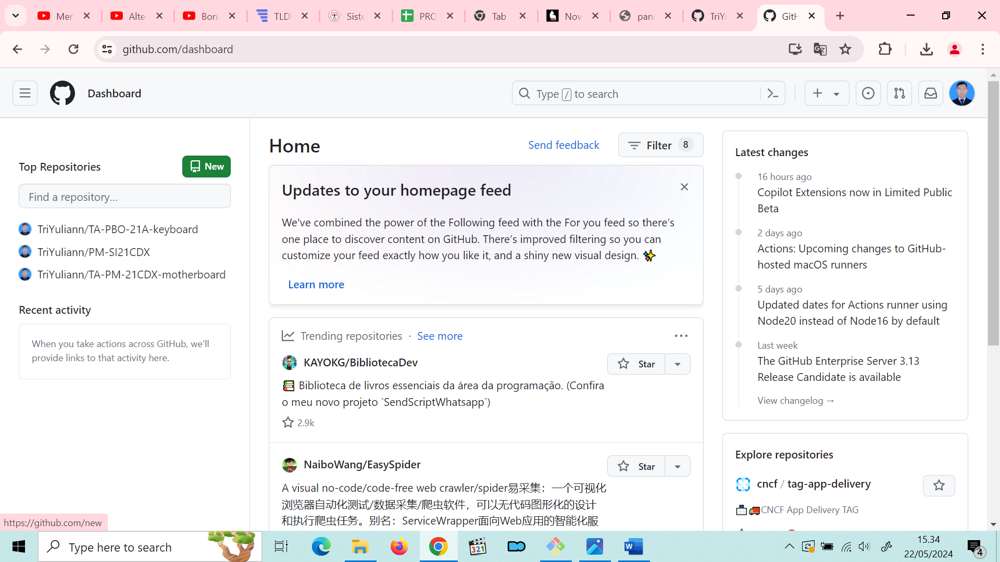 Men
Alte
Bon
TLD
Siste
PRO
Tab
Nov
pan
TriYu
GitH
github.com/dashboard
Dashboard
Type / to search
Top Repositories
New
Find a repository...
TriYuliann/TA-PBO-21A-keyboard
TriYuliann/PM-SI21CDX
TriYuliann/TA-PM-21CDX-motherboard
Recent activity
When you take actions across GitHub, we’ll
provide links to that activity here.
Home
Send feedback
Filter 8
Updates to your homepage feed
We've combined the power of the Following feed with the For you feed so there’s
one place to discover content on GitHub. There’s improved filtering so you can
customize your feed exactly how you like it, and a shiny new visual design. ✨
Learn more
Trending repositories · See more
KAYOKG/BibliotecaDev
Star
📚 Biblioteca de livros essenciais da área da programação. (Confira
o meu novo projeto `SendScriptWhatsapp`)
2.9k
NaiboWang/EasySpider
Star
A visual no-code/code-free web crawler/spider易采集：一个可视化
浏览器自动化测试/数据采集/爬虫软件，可以无代码图形化的设计
和执行爬虫任务。别名：ServiceWrapper面向Web应用的智能化服
Latest changes
16 hours ago
Copilot Extensions now in Limited Public
Beta
2 days ago
Actions: Upcoming changes to GitHub-
hosted macOS runners
5 days ago
Updated dates for Actions runner using
Node20 instead of Node16 by default
Last week
The GitHub Enterprise Server 3.13
Release Candidate is available
View changelog →
Explore repositories
cncf / tag-app-delivery
📩🚚CNCF App Delivery TAG
https://github.com/new
Type here to search
321
W
15.34
22/05/2024
4